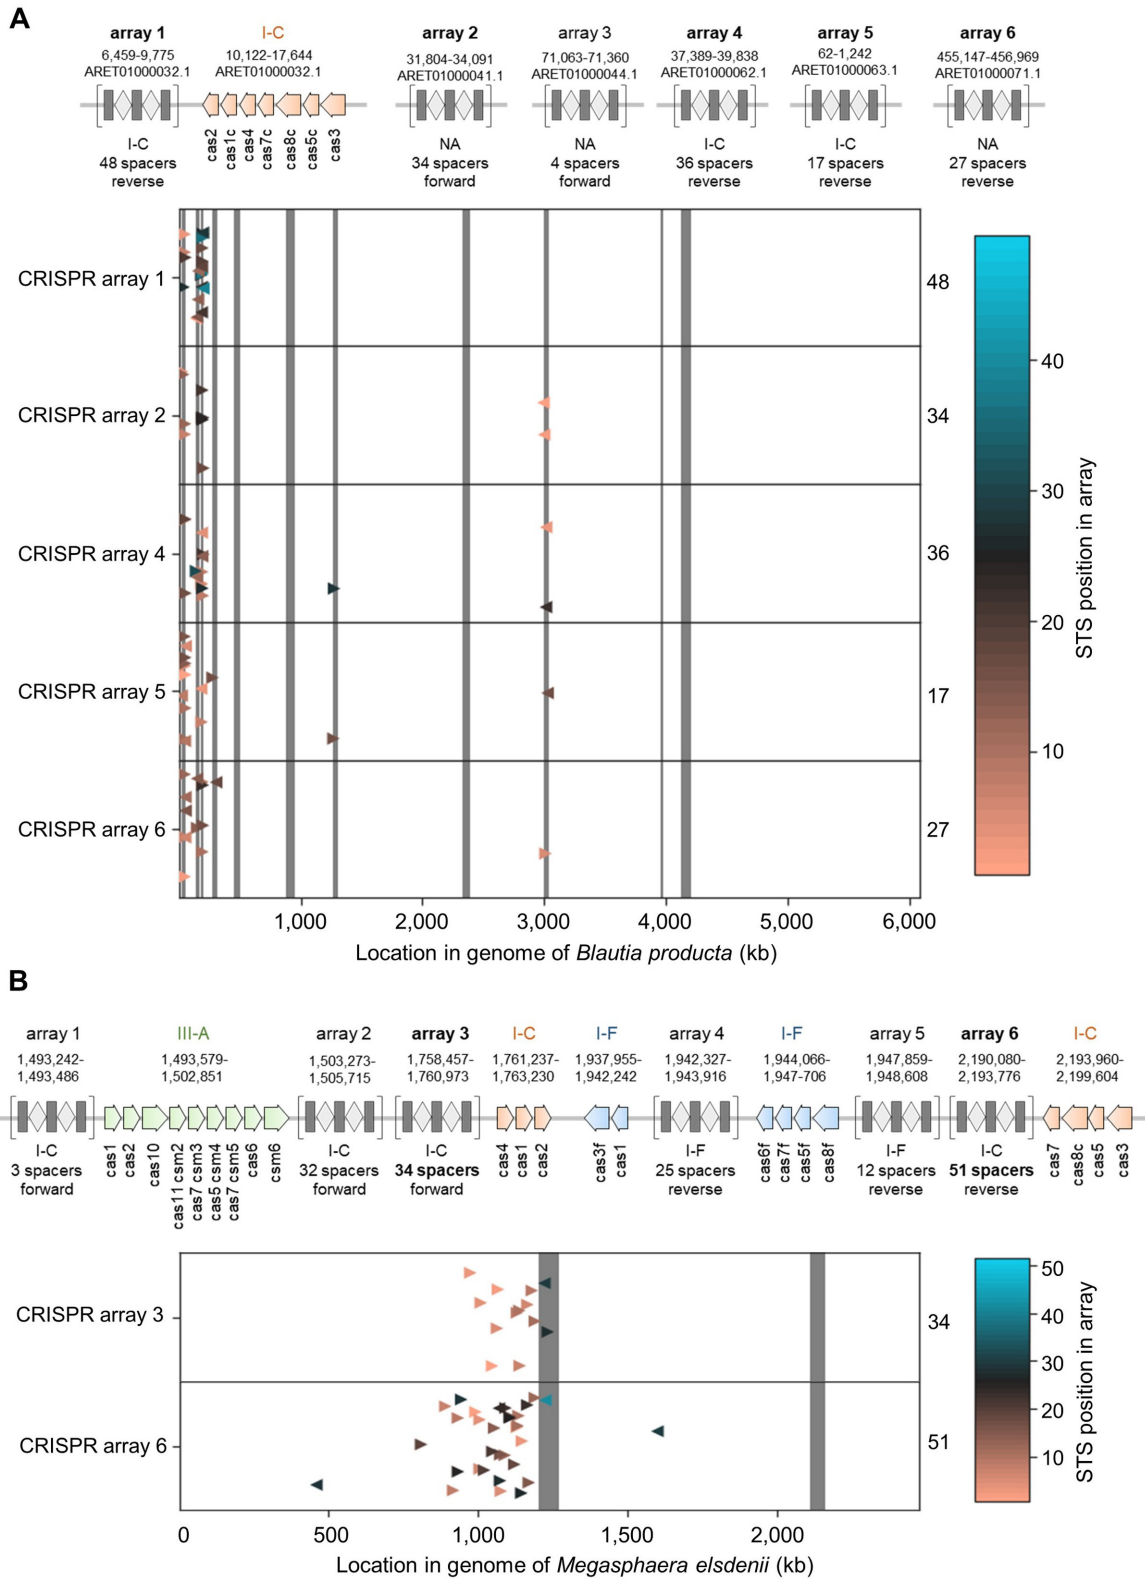 A
array 1
I-C
array 2
array 3
array 4
array 5
array 6
6,459-9,775
ARET01000032.1
10,122-17,644
ARET01000032.1
31,804-34,091
ARET01000041.1
71,063-71,360
ARET01000044.1
37,389-39,838
ARET01000062.1
62-1,242
ARET01000063.1
455,147-456,969
ARET01000071.1
cas2
cas1c
cas4
cas7c
cas8c
cas5c
cas3
I-C
48 spacers
reverse
NA
34 spacers
forward
NA
4 spacers
forward
I-C
36 spacers
reverse
I-C
17 spacers
reverse
NA
27 spacers
reverse
CRISPR array 1
48
CRISPR array 2
34
CRISPR array 4
36
CRISPR array 5
17
CRISPR array 6
27
40
30
20
10
STS position in array
1,000
2,000
3,000
4,000
5,000
6,000
Location in genome of Blautia producta (kb)
B
array 1
III-A
array 2
array 3
I-C
I-F
array 4
I-F
array 5
array 6
I-C
1,493,242-
1,493,486
1,493,579-
1,502,851
1,503,273-
1,505,715
1,758,457-
1,760,973
1,761,237-
1,763,230
1,937,955-
1,942,242
1,942,327-
1,943,916
1,944,066-
1,947-706
1,947,859-
1,948,608
2,190,080-
2,193,776
2,193,960-
2,199,604
I-C
3 spacers
forward
cas1
cas2
cas10
cas11 csm2
cas7 csm3
cas5 csm4
cas7 csm5
cas6
csm6
I-C
32 spacers
forward
I-C
34 spacers
forward
cas4
cas1
cas2
cas3f
cas1
I-F
25 spacers
reverse
cas6f
cas7f
cas5f
cas8f
I-F
12 spacers
reverse
I-C
51 spacers
reverse
cas7
cas8c
cas5
cas3
CRISPR array 3
34
CRISPR array 6
51
50
40
30
20
10
STS position in array
0
500
1,000
1,500
2,000
Location in genome of Megasphaera elsdenii (kb)